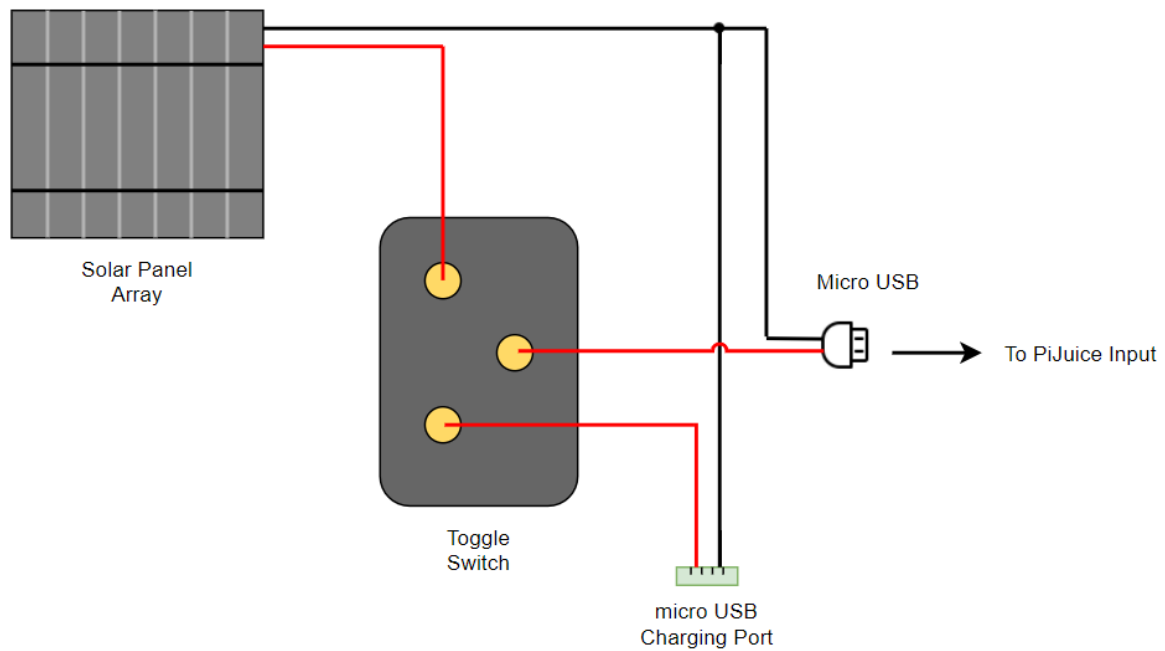 Solar Panel
Array
Micro USB
To PiJuice Input
Toggle
Switch
micro USB
Charging Port